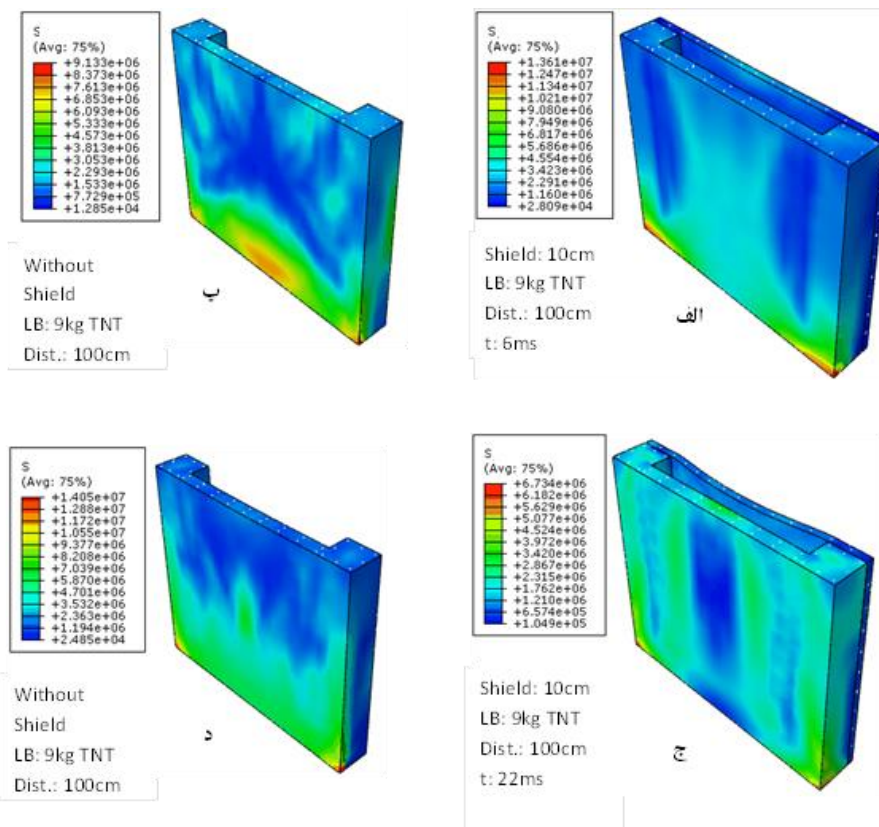 S
(Avg: 75%)
+9.133e+06
+8.373e+06
+7.613e+06
+6.853e+06
+6.093e+06
+5.333e+06
+4.573e+06
+3.813e+06
+3.053e+06
+2.293e+06
+1.533e+06
+7.729e+05
+1.285e+04
Without
Shield
LB: 9kg TNT
Dist.: 100cm
ب
S
(Avg: 75%)
+1.361e+07
+1.247e+07
+1.134e+07
+1.021e+07
+9.080e+06
+7.949e+06
+6.817e+06
+5.686e+06
+4.554e+06
+3.423e+06
+2.291e+06
+1.160e+06
+2.809e+04
Shield: 10cm
LB: 9kg TNT
Dist.: 100cm
t: 6ms
الف
S
(Avg: 75%)
+1.405e+07
+1.288e+07
+1.172e+07
+1.055e+07
+9.377e+06
+8.208e+06
+7.039e+06
+5.870e+06
+4.701e+06
+3.532e+06
+2.363e+06
+1.194e+06
+2.485e+04
Without
Shield
LB: 9kg TNT
Dist.: 100cm
د
S
(Avg: 75%)
+6.734e+06
+6.182e+06
+5.629e+06
+5.077e+06
+4.524e+06
+3.972e+06
+3.420e+06
+2.867e+06
+2.315e+06
+1.762e+06
+1.210e+06
+6.574e+05
+1.049e+05
Shield: 10cm
LB: 9kg TNT
Dist.: 100cm
t: 22ms
ج